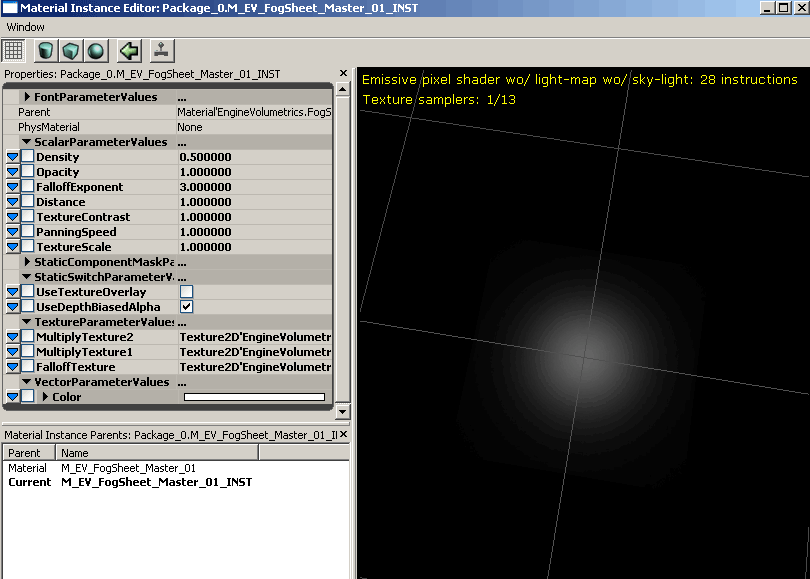 Material Instance Editor: Package_0.M_EV_FogSheet_Master_01_INST
Window
Properties: Package_0.M_EV_FogSheet_Master_01_INST
FontParameterValues ...
Parent Material'EngineVolumetrics.FogS
PhysMaterial None
ScalarParameterValues ...
Density 0.500000
Opacity 1.000000
FalloffExponent 3.000000
Distance 1.000000
TextureContrast 1.000000
PanningSpeed 1.000000
TextureScale 1.000000
StaticComponentMaskPa ...
StaticSwitchParameterV ...
UseTextureOverlay
UseDepthBiasedAlpha
TextureParameterValues ...
MultiplyTexture2 Texture2D'EngineVolumetr
MultiplyTexture1 Texture2D'EngineVolumetr
FalloffTexture Texture2D'EngineVolumetr
VectorParameterValues ...
Color
Material Instance Parents: Package_0.M_EV_FogSheet_Master_01_I
Parent Name
Material M_EV_FogSheet_Master_01
Current M_EV_FogSheet_Master_01_INST
Emissive pixel shader wo/ light-map wo/ sky-light: 28 instructions
Texture samplers: 1/13